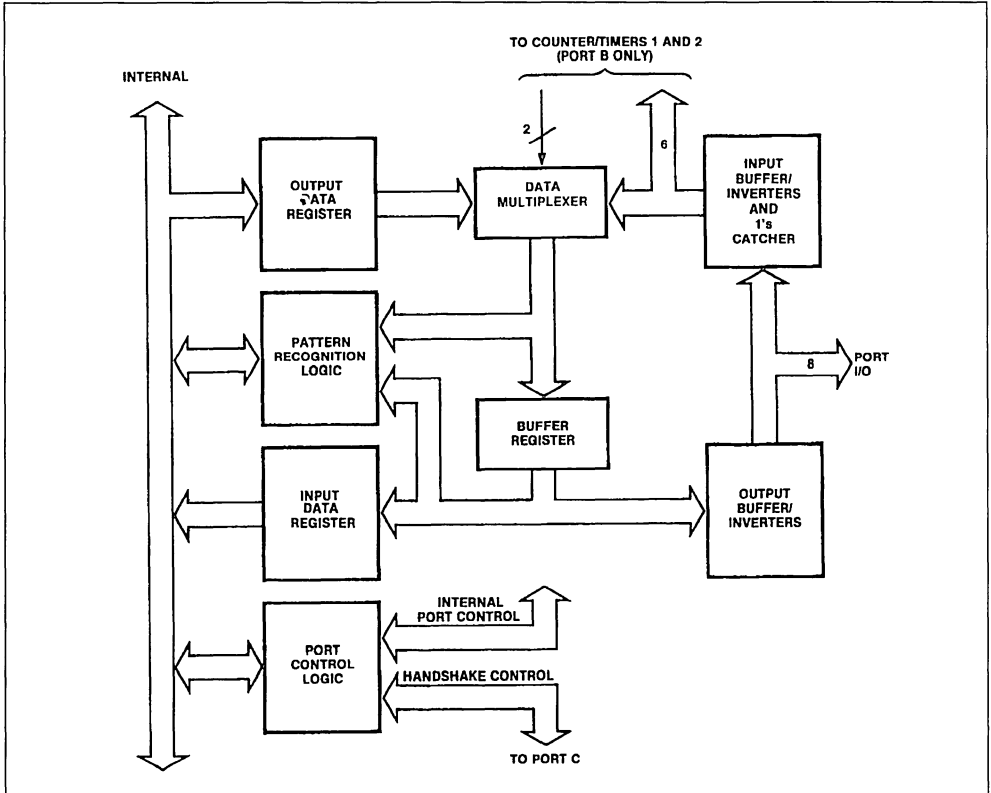 TO COUNTER/TIMERS 1 AND 2
(PORT B ONLY)
INTERNAL
2
6
OUTPUT
DATA
REGISTER
DATA
MULTIPLEXER
INPUT
BUFFER/
INVERTERS
AND
1's
CATCHER
PATTERN
RECOGNITION
LOGIC
8
PORT
I/O
BUFFER
REGISTER
INPUT
DATA
REGISTER
OUTPUT
BUFFER/
INVERTERS
INTERNAL
PORT CONTROL
PORT
CONTROL
LOGIC
HANDSHAKE CONTROL
TO PORT C